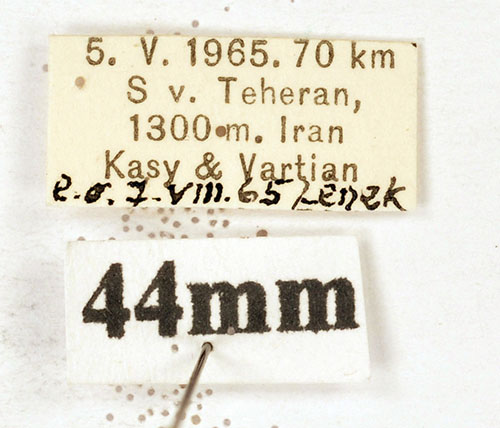 5. V. 1965. 70 km
S v. Teheran,
1300 m. Iran
Kasy & Vartian
e.o. 7.VIII.65 Lenek
44mm